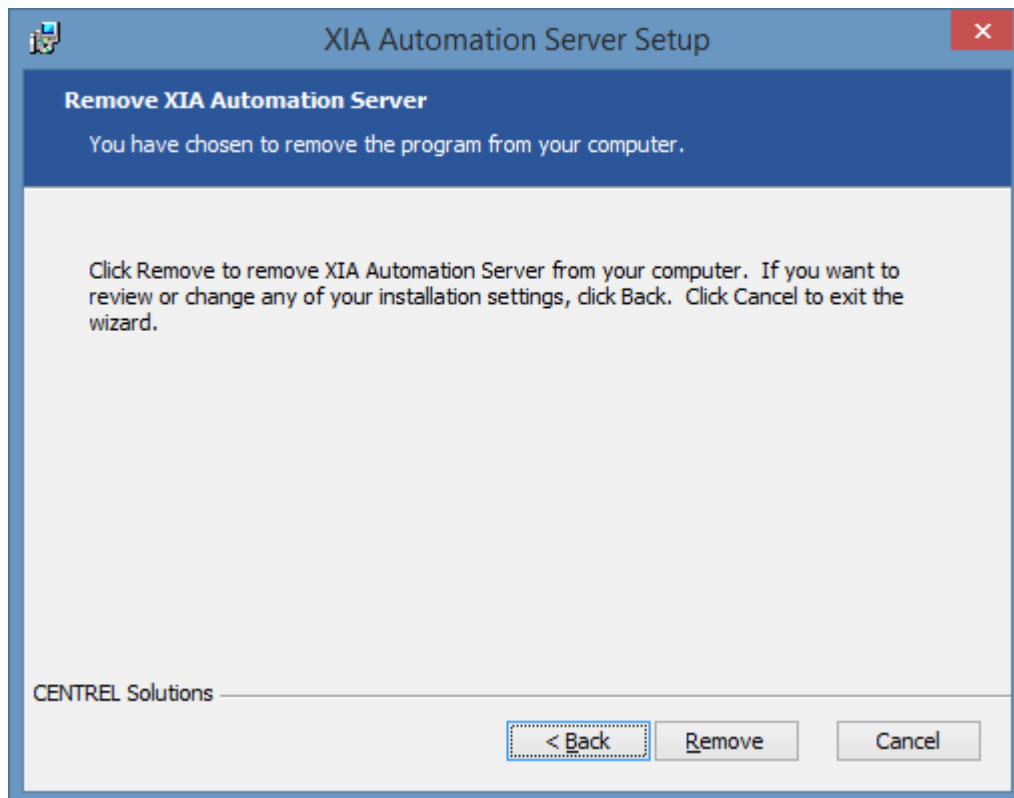 XIA Automation Server Setup
Remove XIA Automation Server
You have chosen to remove the program from your computer.
Click Remove to remove XIA Automation Server from your computer.  If you want to
review or change any of your installation settings, click Back.  Click Cancel to exit the
wizard.
CENTREL Solutions
< Back
Remove
Cancel